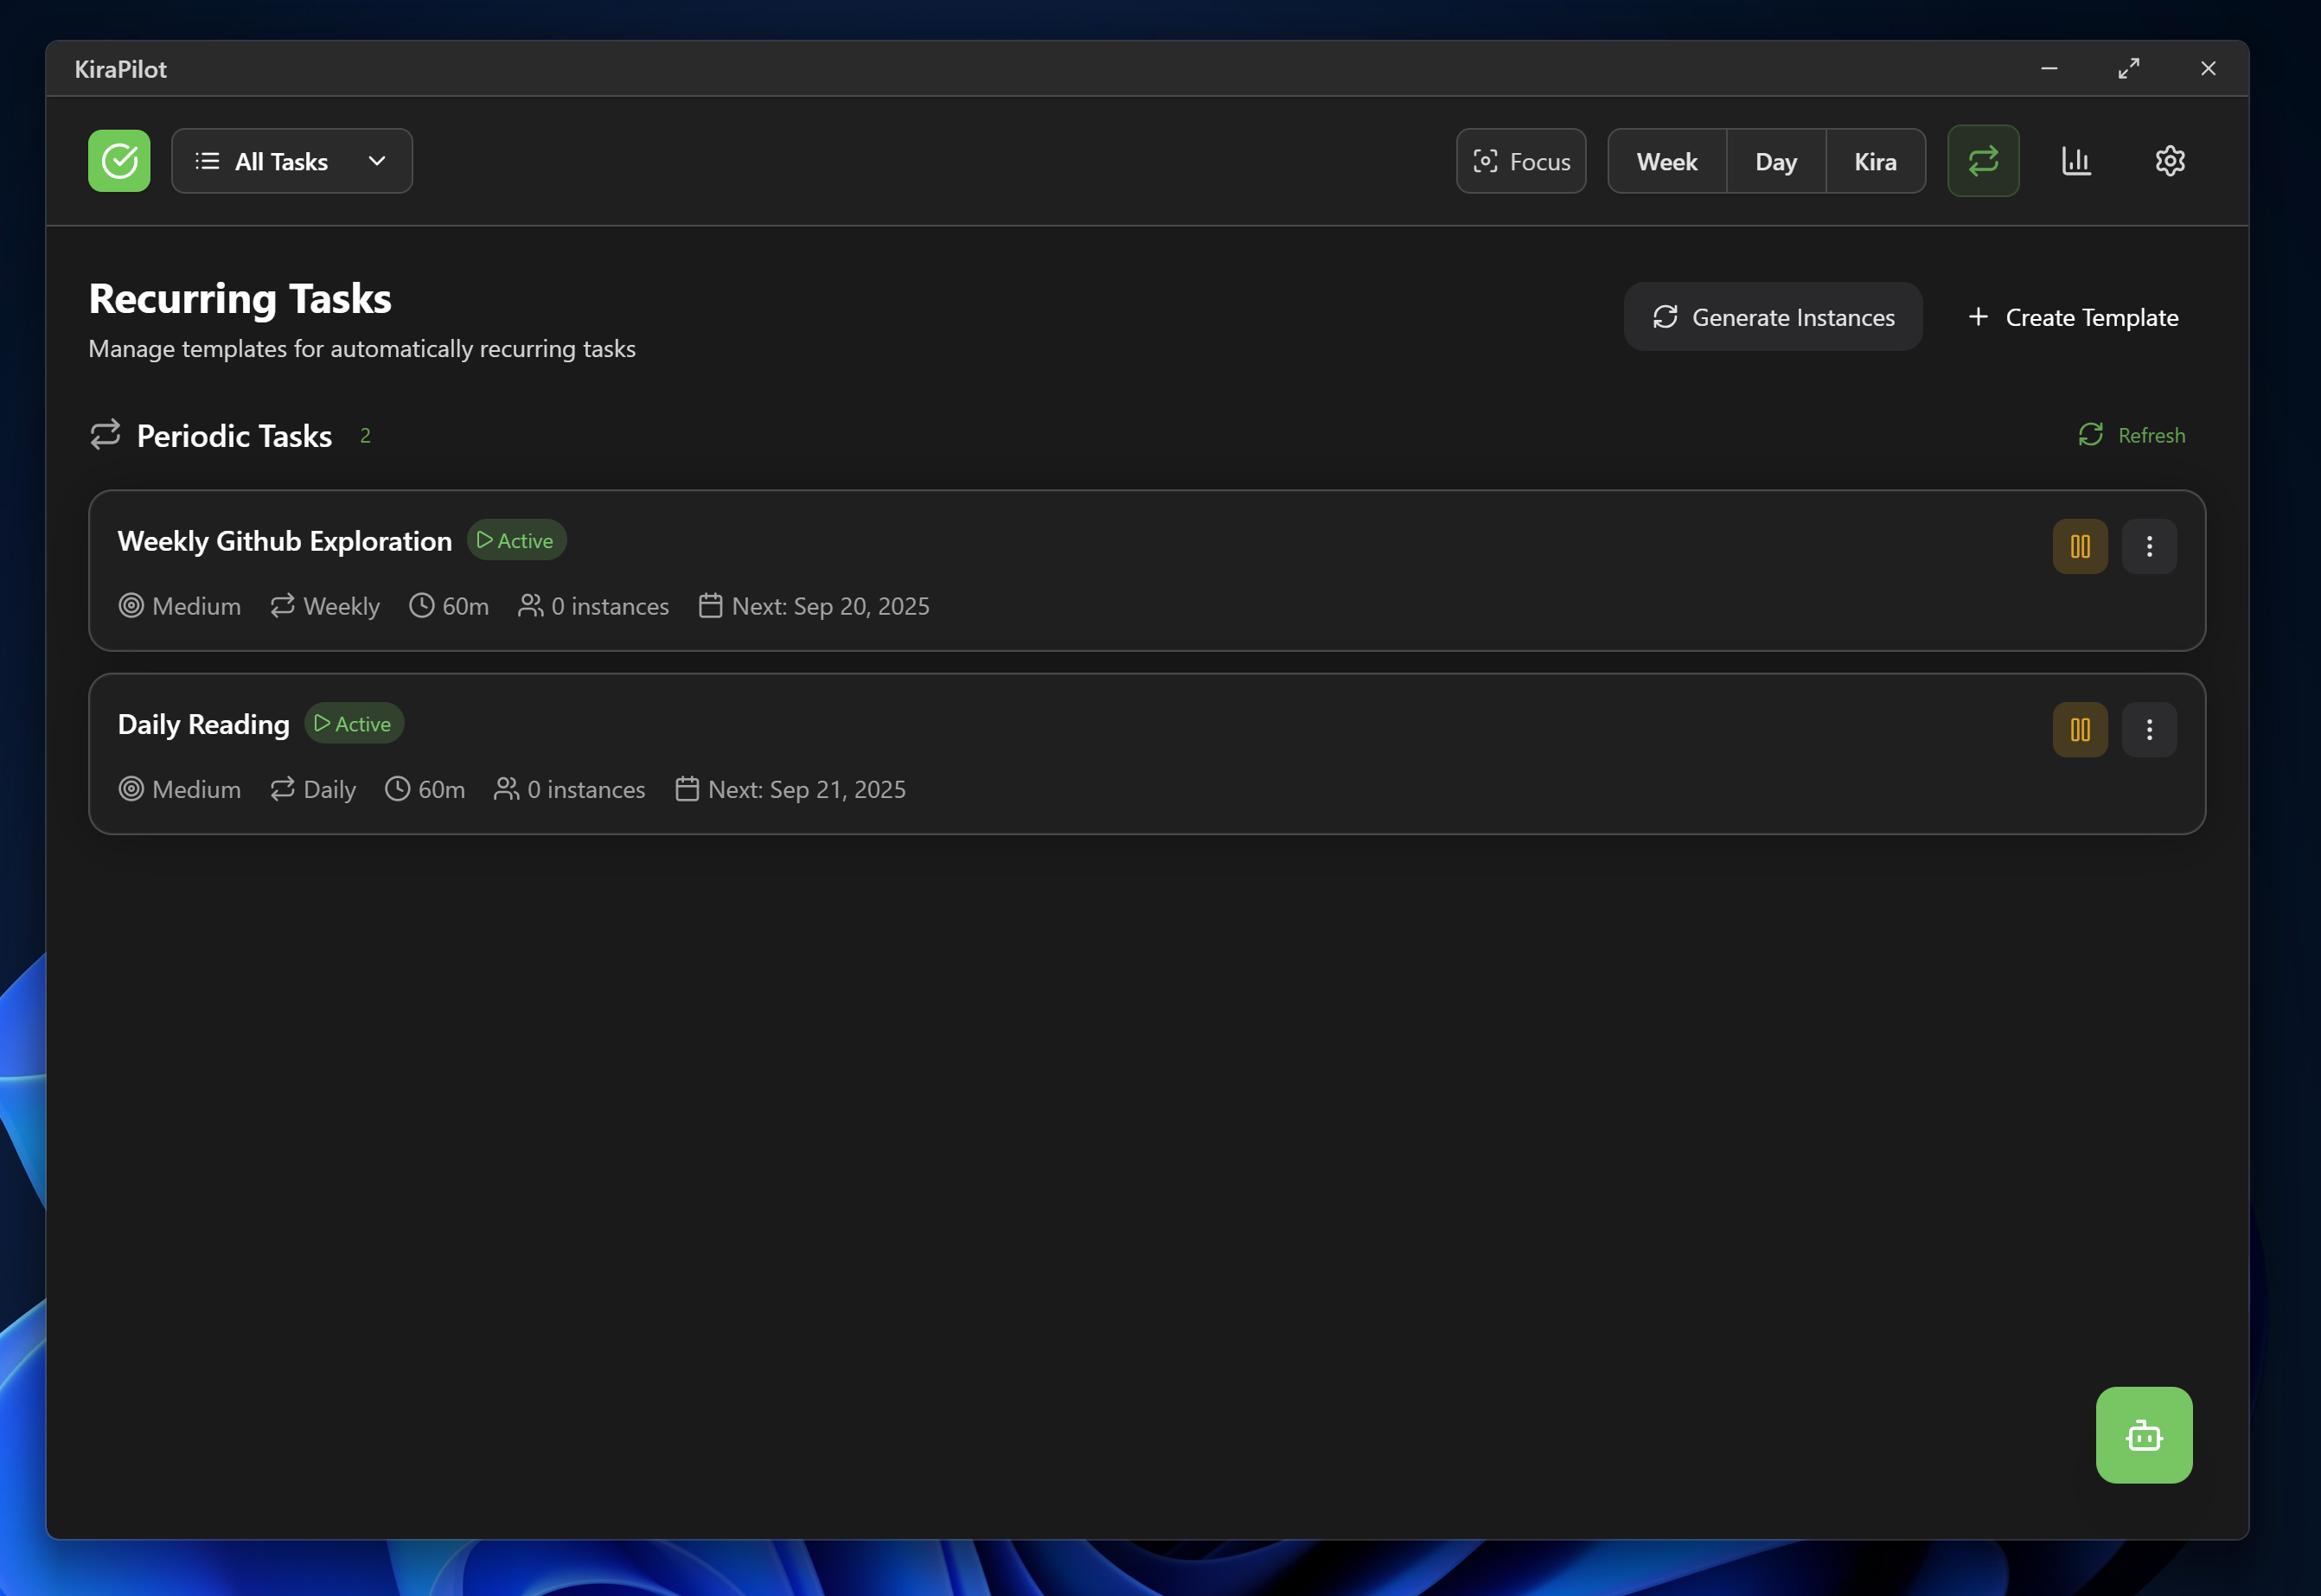 KiraPilot
All Tasks
Focus
Week
Day
Kira
Recurring Tasks
Manage templates for automatically recurring tasks
Generate Instances
Create Template
Periodic Tasks 2
Refresh
Weekly Github Exploration Active
Medium Weekly 60m 0 instances Next: Sep 20, 2025
Daily Reading Active
Medium Daily 60m 0 instances Next: Sep 21, 2025